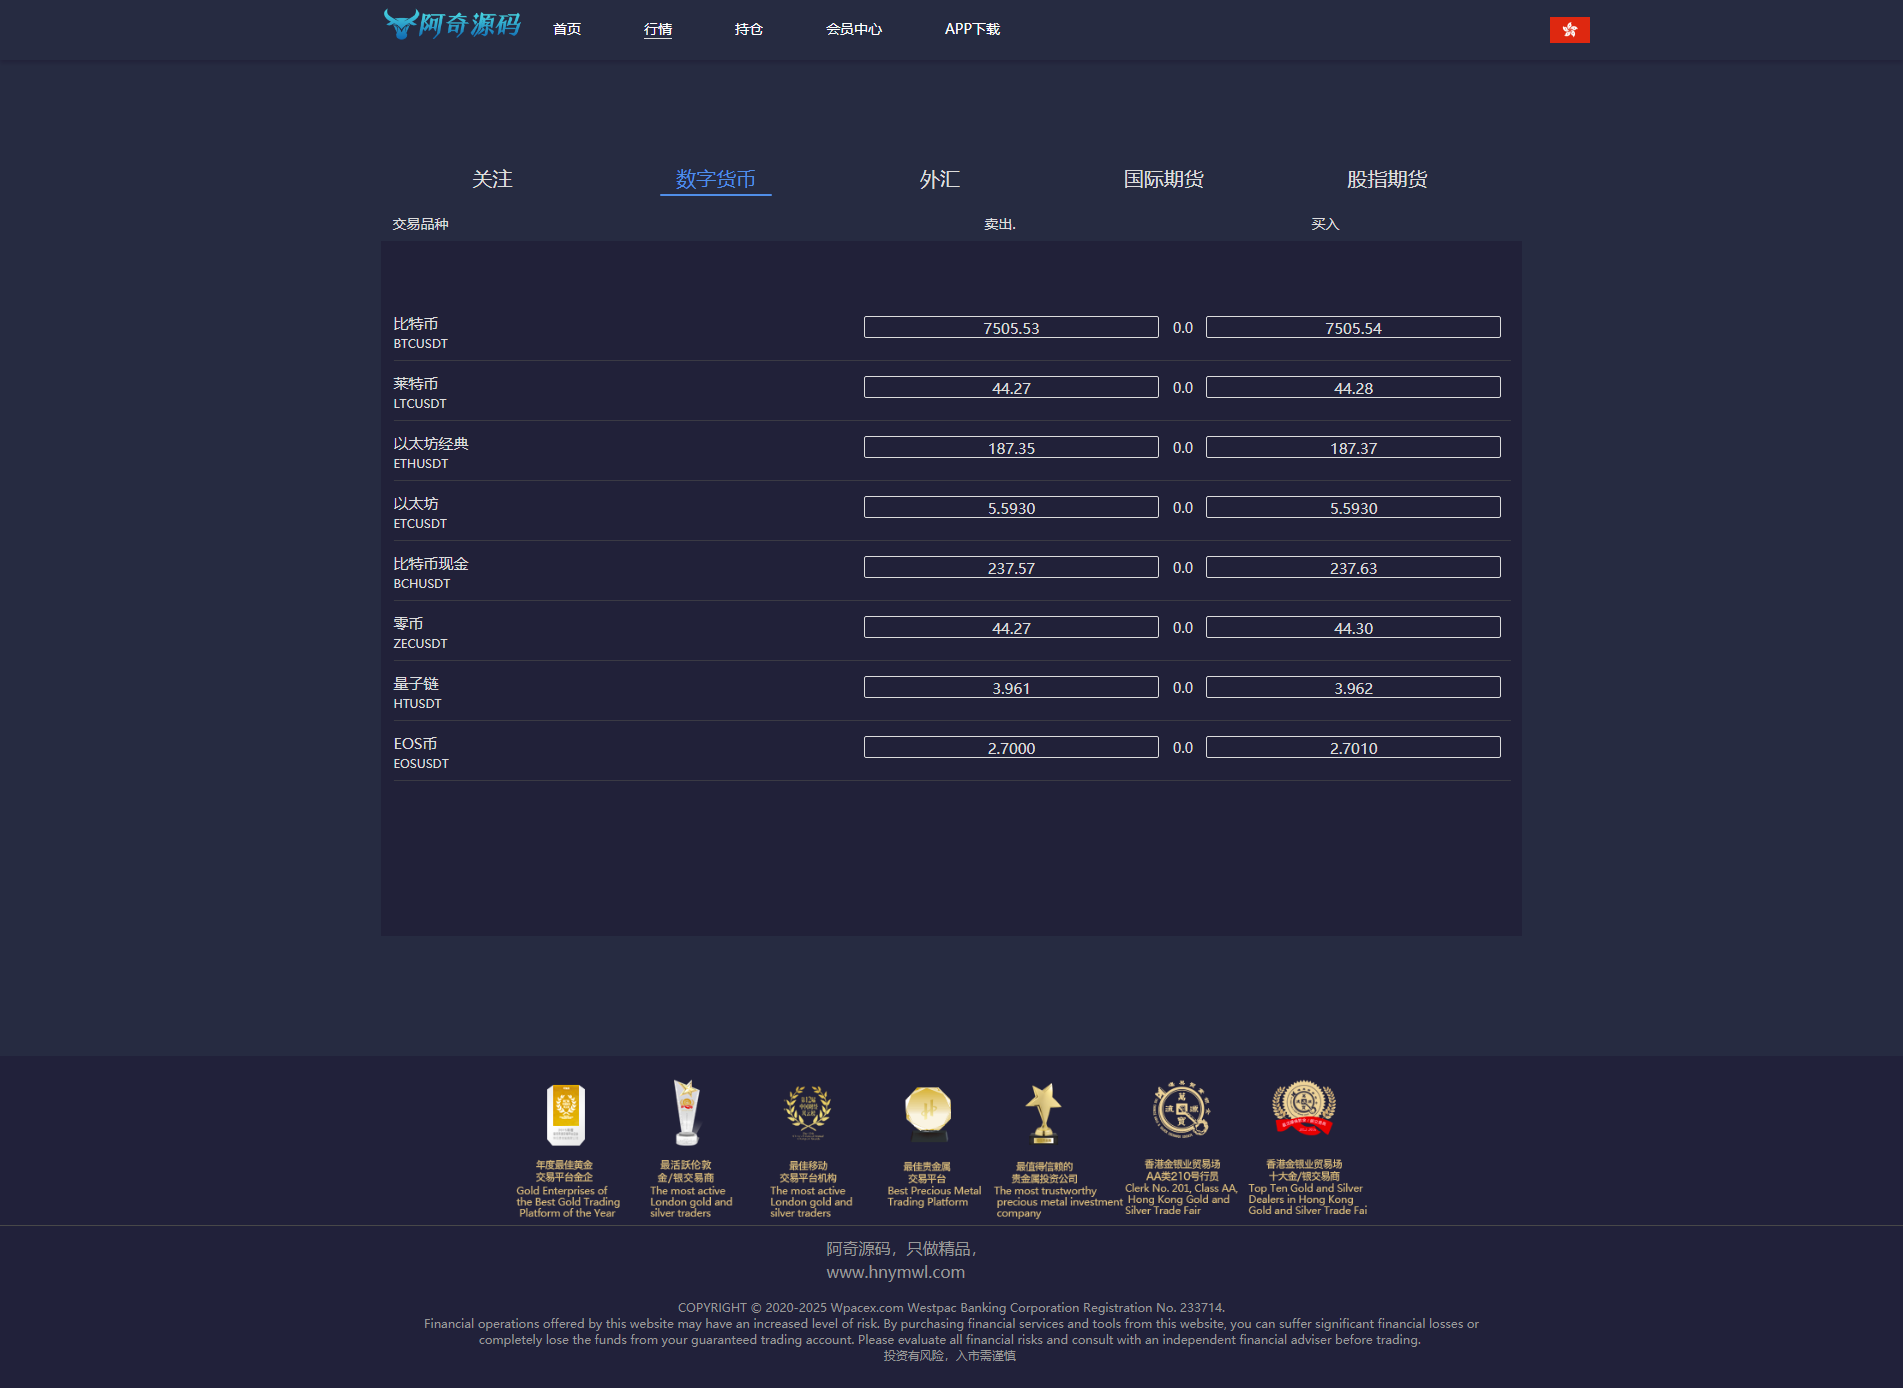 阿奇源码
首页
行情
持仓
会员中心
APP下载
关注
数字货币
外汇
国际期货
股指期货
交易品种
卖出.
买入
比特币
7505.53
0.0
7505.54
BTCUSDT
莱特币
44.27
0.0
44.28
LTCUSDT
以太坊经典
187.35
0.0
187.37
ETHUSDT
以太坊
5.5930
0.0
5.5930
ETCUSDT
比特币现金
237.57
0.0
237.63
BCHUSDT
零币
44.27
0.0
44.30
ZECUSDT
量子链
3.961
0.0
3.962
HTUSDT
EOS币
2.7000
0.0
2.7010
EOSUSDT
年度最佳黄金
交易平台金企
Gold Enterprises of
the Best Gold Trading
Platform of the Year
最活跃伦敦
金/银交易商
The most active
London gold and
silver traders
最佳移动
交易平台机构
The most active
London gold and
silver traders
最佳贵金属
交易平台
Best Precious Metal
Trading Platform
最值得信赖的
贵金属投资公司
The most trustworthy
precious metal investment
company
香港金银业贸易场
AA类210号行员
Clerk No. 201, Class AA,
Hong Kong Gold and
Silver Trade Fair
香港金银业贸易场
十大金/银交易商
Top Ten Gold and Silver
Dealers in Hong Kong
Gold and Silver Trade Fai
阿奇源码，只做精品，
www.hnymwl.com
COPYRIGHT © 2020-2025 Wpacex.com Westpac Banking Corporation Registration No. 233714.
Financial operations offered by this website may have an increased level of risk. By purchasing financial services and tools from this website, you can suffer significant financial losses or
completely lose the funds from your guaranteed trading account. Please evaluate all financial risks and consult with an independent financial adviser before trading.
投资有风险，入市需谨慎